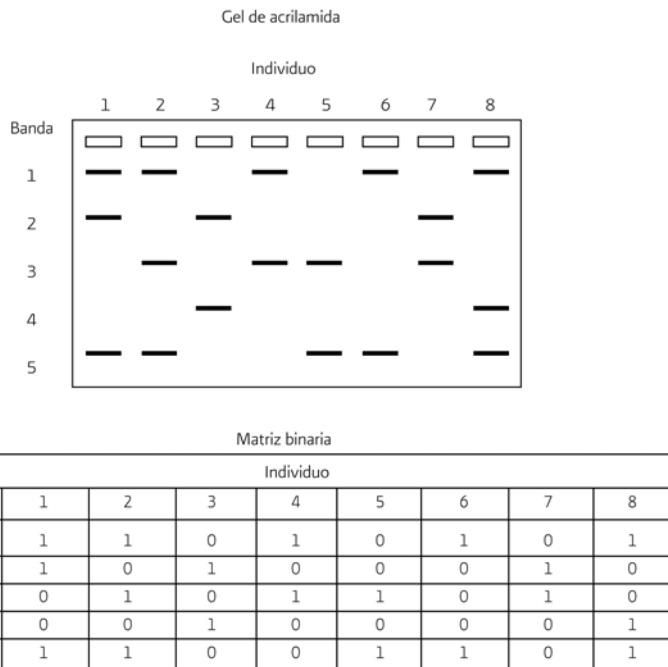 Gel de acrilamida
Individuo
1 2 3 4 5 6 7 8
Banda
1
2
3
4
5
Matriz binaria
Individuo
1 2 3 4 5 6 7 8
1 1 0 1 0 1 0 1
1 0 1 0 0 0 1 0
0 1 0 1 1 0 1 0
0 0 1 0 0 0 0 1
1 1 0 0 1 1 0 1